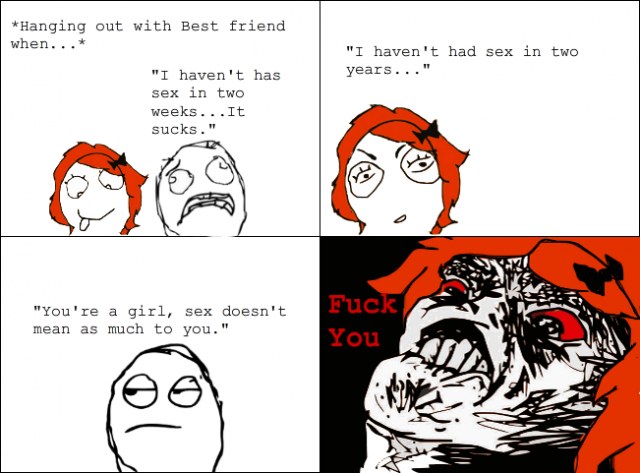 *Hanging out with Best friend
when...*
"I haven't has
sex in two
weeks...It
sucks."
"I haven't had sex in two
years..."
"You're a girl, sex doesn't
mean as much to you."
Fuck
You